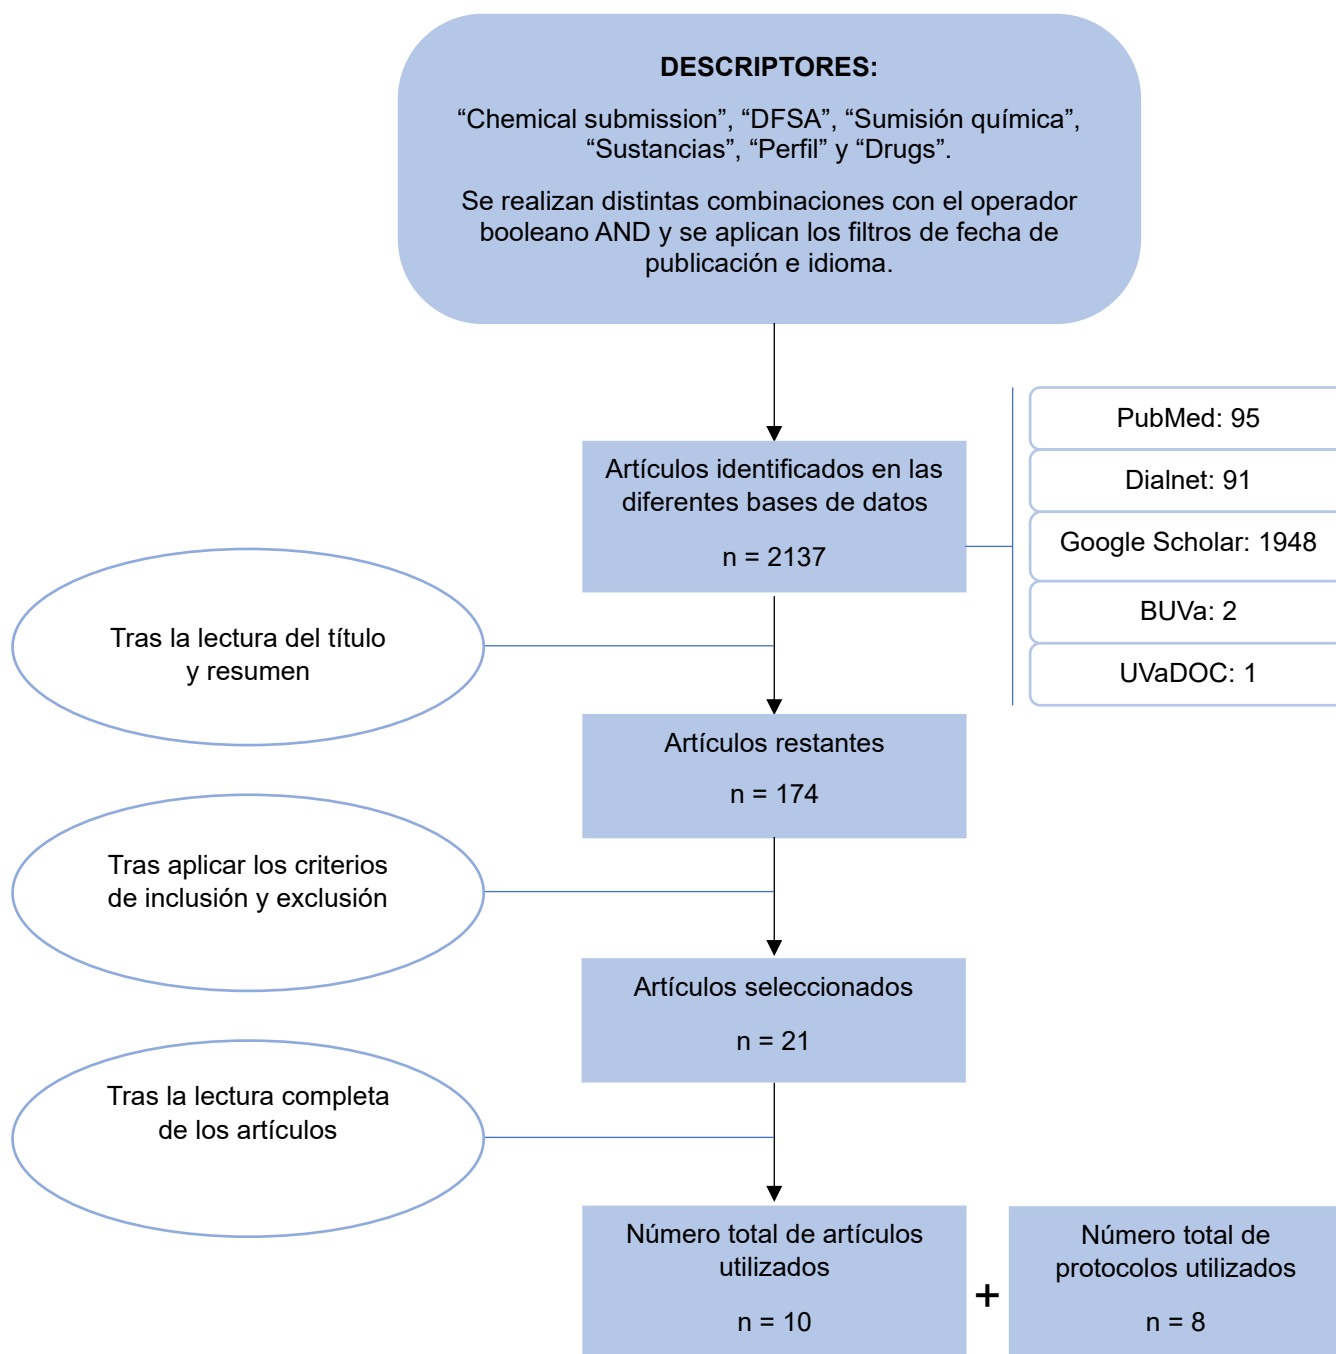 DESCRIPTORES:
“Chemical submission”, “DFSA”, “Sumisión química”,
“Sustancias”, “Perfil” y “Drugs”.
Se realizan distintas combinaciones con el operador
booleano AND y se aplican los filtros de fecha de
publicación e idioma.
Artículos identificados en las
diferentes bases de datos
n = 2137
PubMed: 95
Dialnet: 91
Google Scholar: 1948
BUVa: 2
UVaDOC: 1
Tras la lectura del título
y resumen
Artículos restantes
n = 174
Tras aplicar los criterios
de inclusión y exclusión
Artículos seleccionados
n = 21
Tras la lectura completa
de los artículos
Número total de artículos
utilizados
n = 10
+
Número total de
protocolos utilizados
n = 8